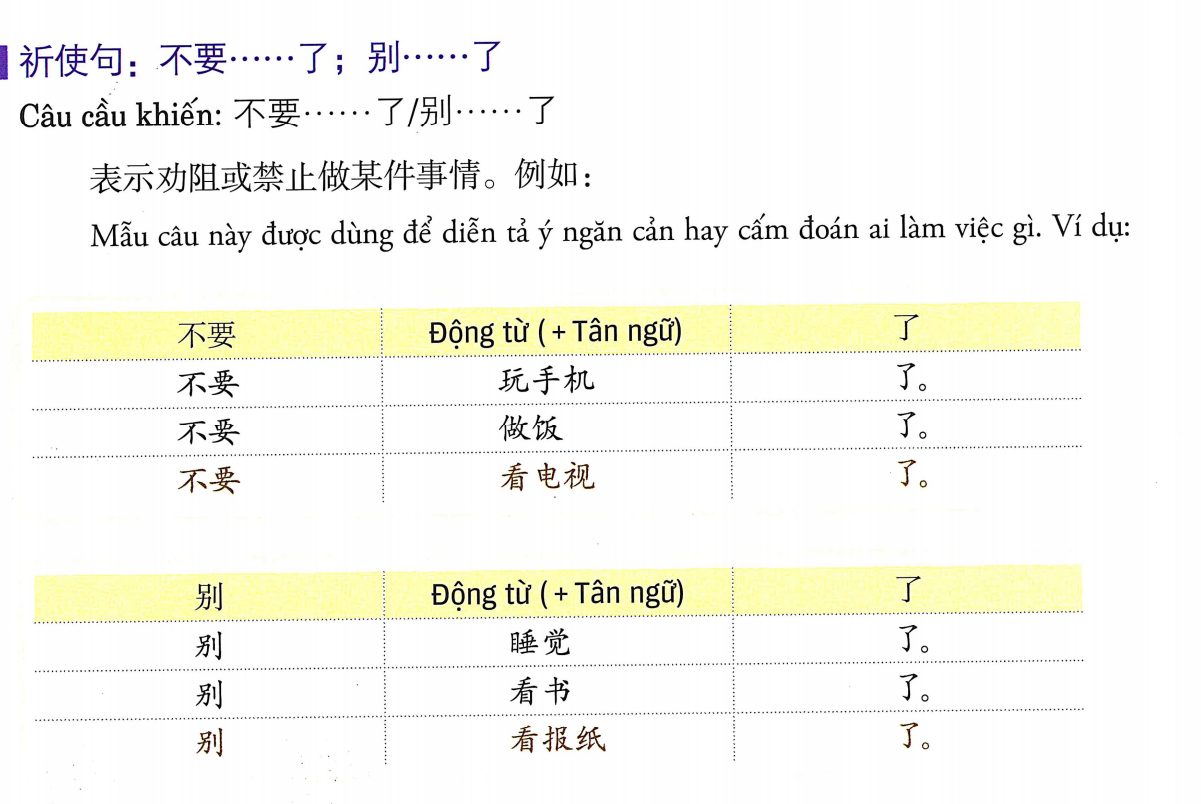 祈使句：不要……了；别……了
Câu cầu khiến: 不要……了/别……了
表示劝阻或禁止做某件事情。例如：
Mẫu câu này được dùng để diễn tả ý ngăn cản hay cấm đoán ai làm việc gì. Ví dụ:
不要 Động từ (+ Tân ngữ) 了
不要 玩手机 了。
不要 做饭 了。
不要 看电视 了。
别 Động từ (+ Tân ngữ) 了
别 睡觉 了。
别 看书 了。
别 看报纸 了。